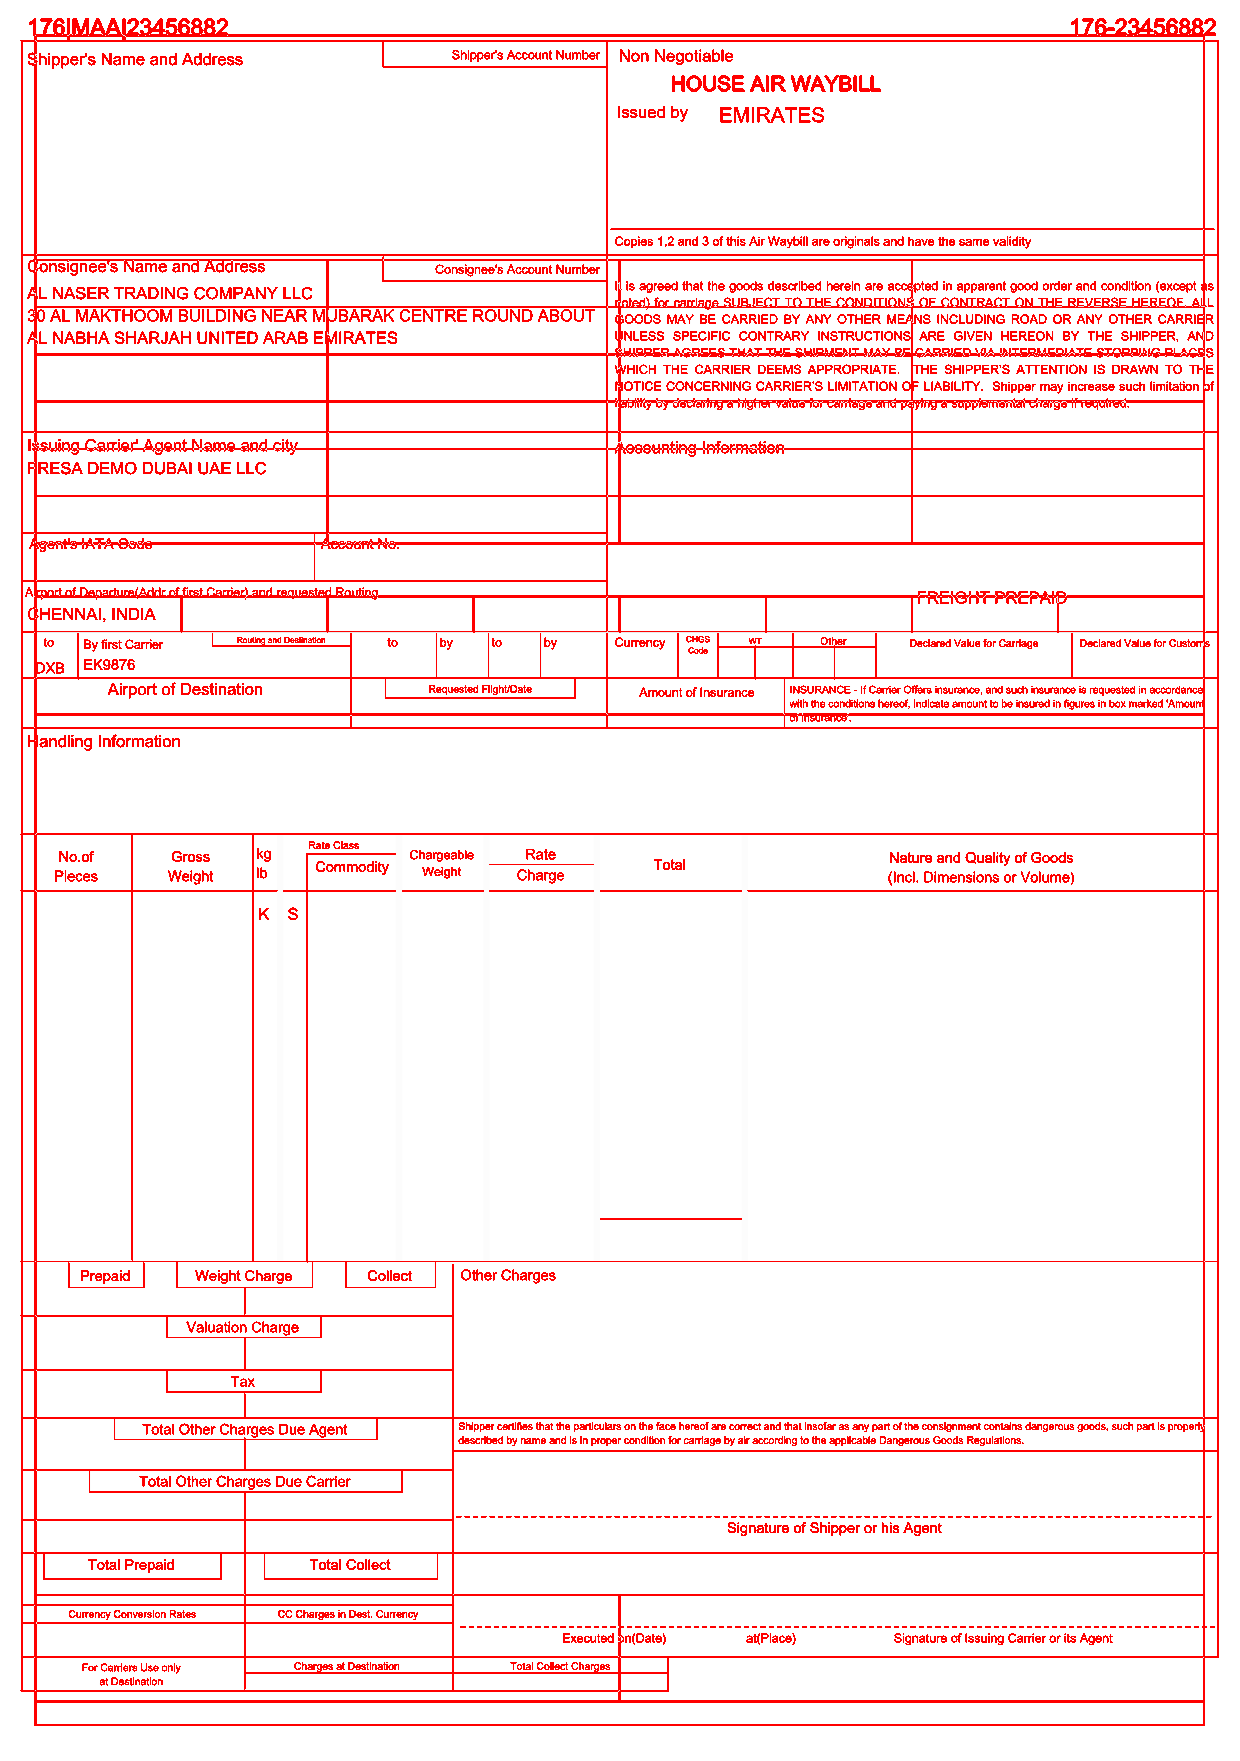 176|MAA|23456882
176-23456882
Shipper's Name and Address
Shipper's Account Number
Non Negotiable
HOUSE AIR WAYBILL
Issued by EMIRATES
Copies 1,2 and 3 of this Air Waybill are originals and have the same validity
Consignee's Name and Address
Consignee's Account Number
AL NASER TRADING COMPANY LLC
30 AL MAKTHOOM BUILDING NEAR MUBARAK CENTRE ROUND ABOUT
AL NABHA SHARJAH UNITED ARAB EMIRATES
It is agreed that the goods described herein are accepted in apparent good order and condition (except as
noted) for carriage SUBJECT TO THE CONDITIONS OF CONTRACT ON THE REVERSE HEREOF. ALL
GOODS MAY BE CARRIED BY ANY OTHER MEANS INCLUDING ROAD OR ANY OTHER CARRIER
UNLESS SPECIFIC CONTRARY INSTRUCTIONS ARE GIVEN HEREON BY THE SHIPPER, AND
SHIPPER AGREES THAT THE SHIPMENT MAY BE CARRIED VIA INTERMEDIATE STOPPING PLACES
WHICH THE CARRIER DEEMS APPROPRIATE. THE SHIPPER'S ATTENTION IS DRAWN TO THE
NOTICE CONCERNING CARRIER'S LIMITATION OF LIABILITY. Shipper may increase such limitation of
liability by declaring a higher value for carriage and paying a supplemental charge if required.
Issuing Carrier' Agent Name and city
FRESA DEMO DUBAI UAE LLC
Accounting Information
Agent's IATA Code
Account No.
Airport of Departure(Addr of first Carrier) and requested Routing
CHENNAI, INDIA
FREIGHT PREPAID
to By first Carrier Routing and Destination to by to by Currency CHGS Code WT Other Declared Value for Carriage Declared Value for Customs
DXB EK9876
Airport of Destination
Requested Flight/Date
Amount of Insurance
INSURANCE - If Carrier Offers insurance, and such insurance is requested in accordance
with the conditions hereof, indicate amount to be insured in figures in box marked 'Amount
of insurance'.
Handling Information
No.of Pieces
Gross Weight
kg
lb
Rate Class
Commodity
Chargeable Weight
Rate
Charge
Total
Nature and Quality of Goods
(Incl. Dimensions or Volume)
K S
Prepaid Weight Charge Collect Other Charges
Valuation Charge
Tax
Total Other Charges Due Agent
Shipper certifies that the particulars on the face hereof are correct and that insofar as any part of the consignment contains dangerous goods, such part is properly
described by name and is in proper condition for carriage by air according to the applicable Dangerous Goods Regulations.
Total Other Charges Due Carrier
Signature of Shipper or his Agent
Total Prepaid Total Collect
Currency Conversion Rates CC Charges in Dest. Currency
Executed on(Date) at(Place) Signature of Issuing Carrier or its Agent
For Carriers Use only
at Destination
Charges at Destination
Total Collect Charges